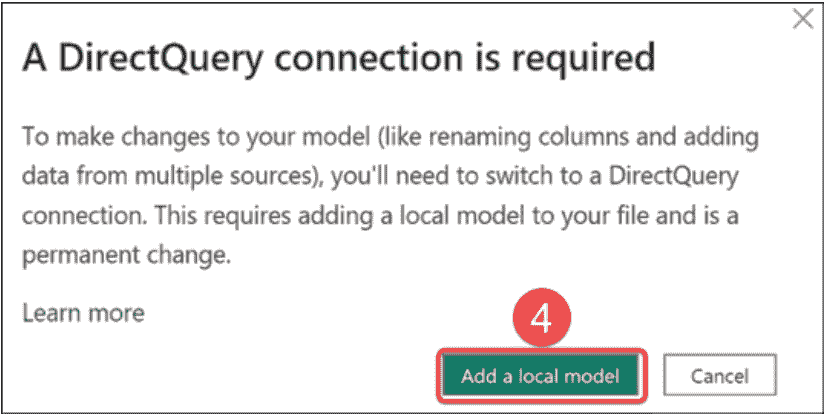 A DirectQuery connection is required
To make changes to your model (like renaming columns and adding
data from multiple sources), you'll need to switch to a DirectQuery
connection. This requires adding a local model to your file and is a
permanent change.
Learn more
4
Add a local model
Cancel